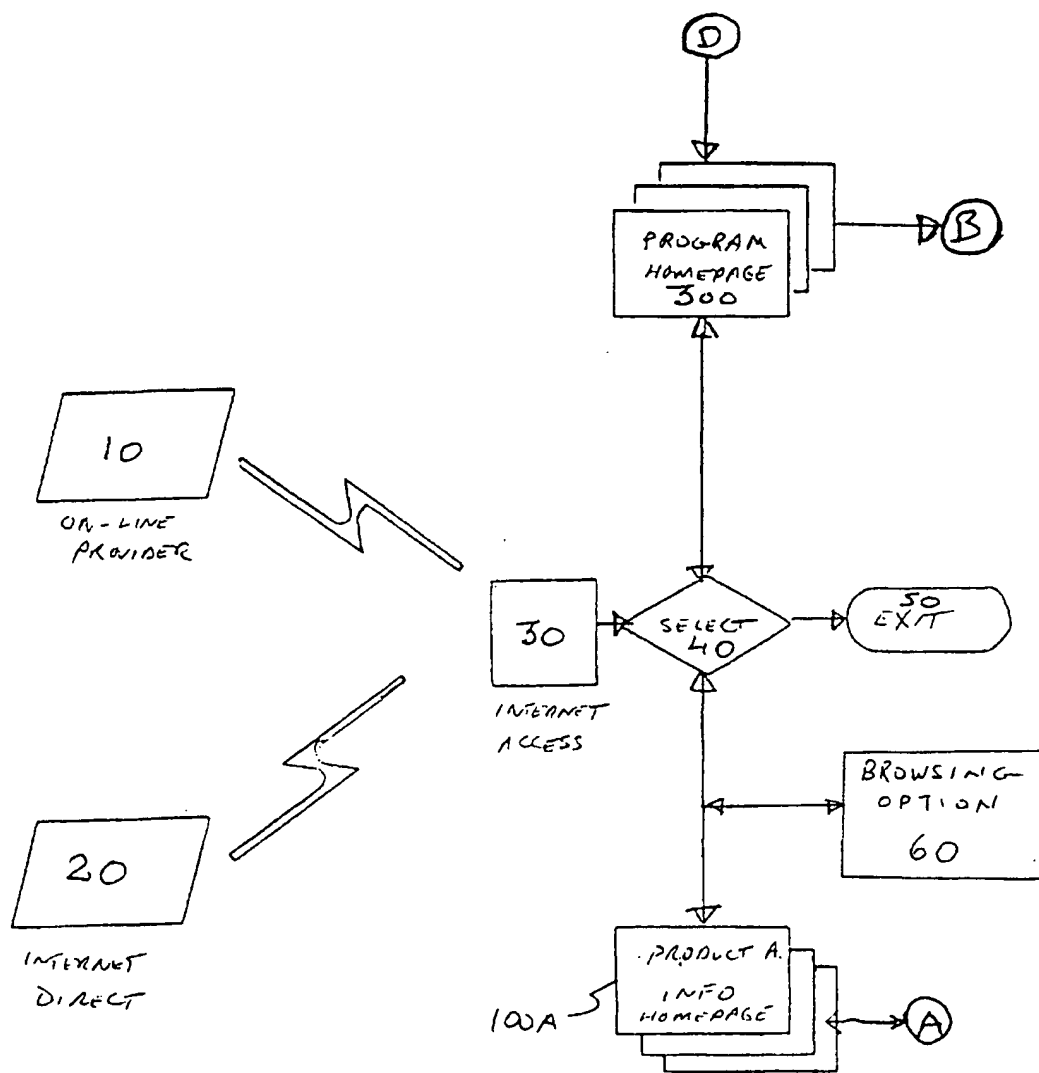 D
B
PROGRAM
HOMEPAGE
300
10
ON-LINE
PROVIDER
30
INTERNET
ACCESS
SELECT
40
50
EXIT
BROWSING
OPTION
60
20
INTERNET
DIRECT
PRODUCT A.
INFO
HOMEPAGE
100A
A